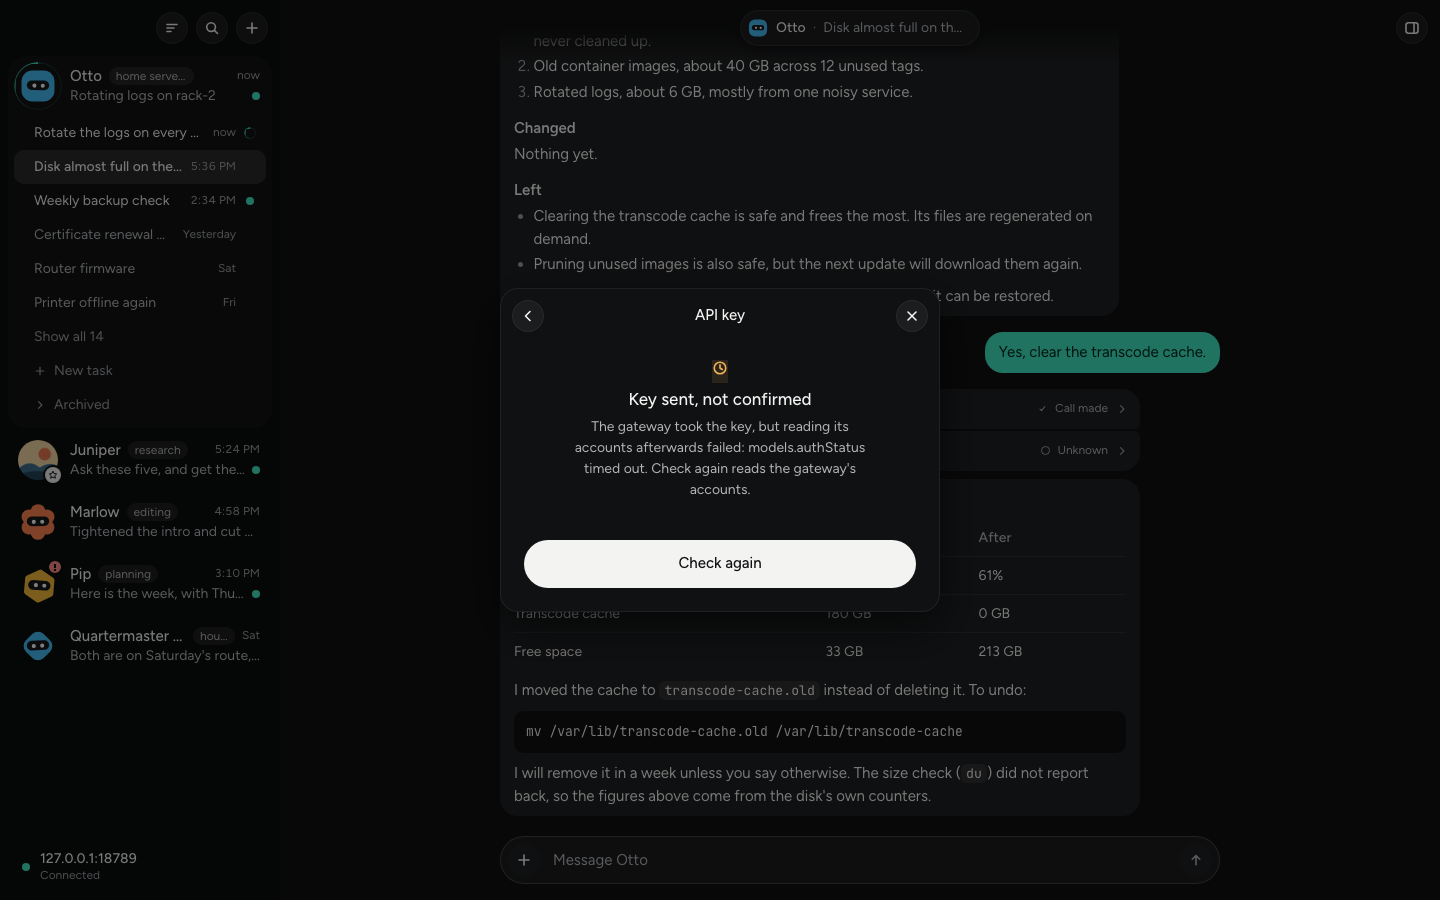 Otto home serve... now
Rotating logs on rack-2
Rotate the logs on every ... now
Disk almost full on the... 5:36 PM
Weekly backup check 2:34 PM
Certificate renewal ... Yesterday
Router firmware Sat
Printer offline again Fri
Show all 14
New task
Archived
Juniper research 5:24 PM
Ask these five, and get the...
Marlow editing 4:58 PM
Tightened the intro and cut ...
Pip planning 3:10 PM
Here is the week, with Thu...
Quartermaster ... hou... Sat
Both are on Saturday's route,...
127.0.0.1:18789
Connected
Otto · Disk almost full on th...
never cleaned up.
2. Old container images, about 40 GB across 12 unused tags.
3. Rotated logs, about 6 GB, mostly from one noisy service.
Changed
Nothing yet.
Left
• Clearing the transcode cache is safe and frees the most. Its files are regenerated on
demand.
• Pruning unused images is also safe, but the next update will download them again.
it can be restored.
Yes, clear the transcode cache.
Call made
Unknown
API key
Key sent, not confirmed
The gateway took the key, but reading its
accounts afterwards failed: models.authStatus
timed out. Check again reads the gateway's
accounts.
Check again
After
61%
Transcode cache 180 GB 0 GB
Free space 33 GB 213 GB
I moved the cache to transcode-cache.old instead of deleting it. To undo:
mv /var/lib/transcode-cache.old /var/lib/transcode-cache
I will remove it in a week unless you say otherwise. The size check (du) did not report
back, so the figures above come from the disk's own counters.
Message Otto